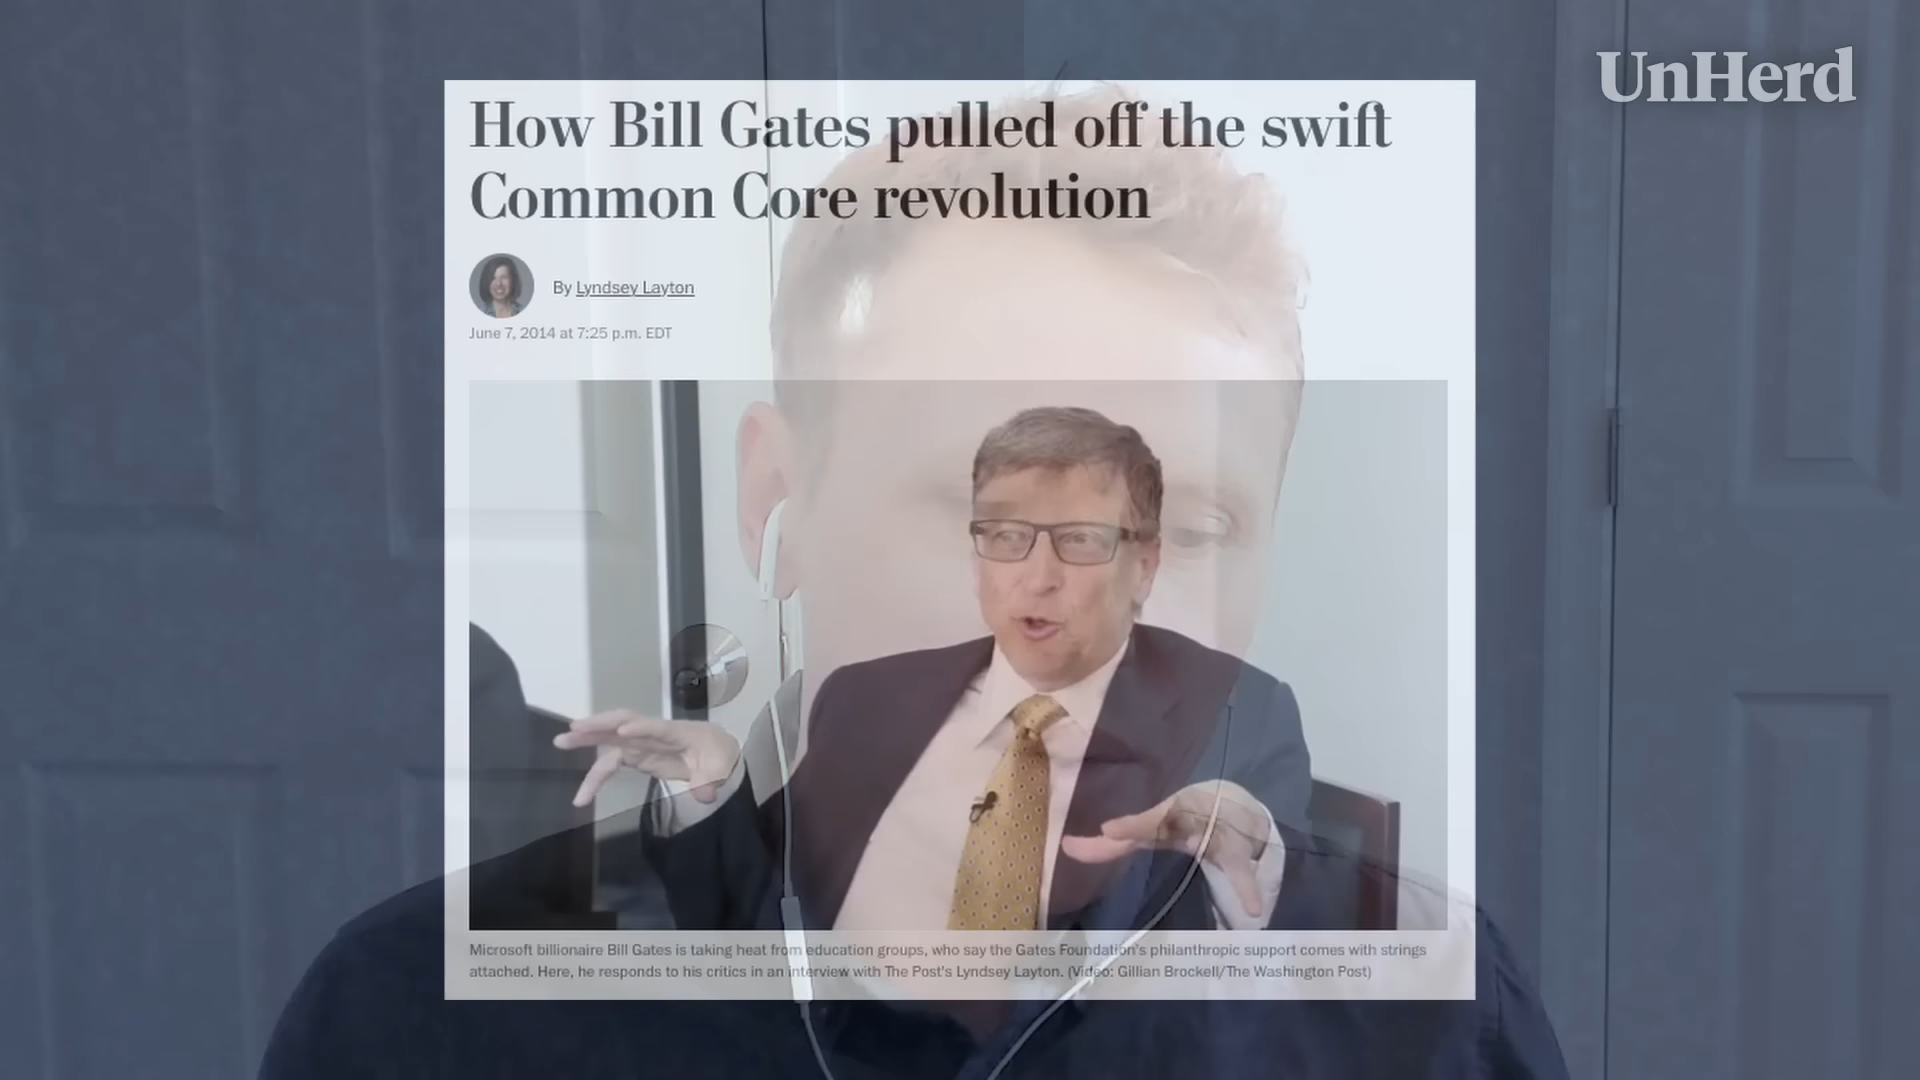 UnHerd
How Bill Gates pulled off the swift
Common Core revolution
By Lyndsey Layton
June 7, 2014 at 7:25 p.m. EDT
Microsoft billionaire Bill Gates is taking heat from education groups, who say the Gates Foundation's philanthropic support comes with strings
attached. Here, he responds to his critics in an interview with The Post's Lyndsey Layton. (Video: Gillian Brockell/The Washington Post)